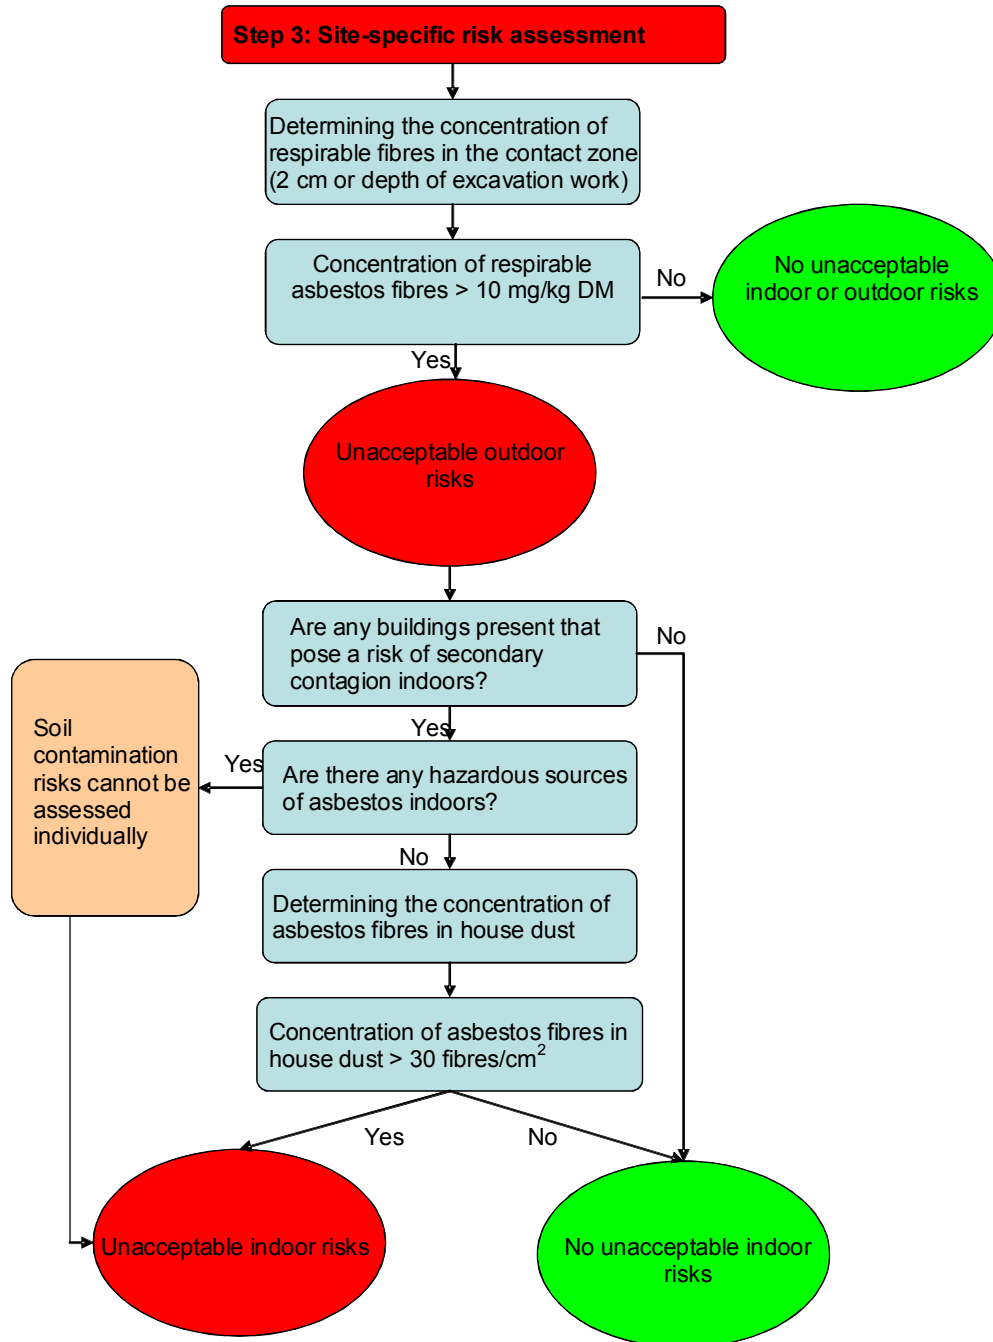 Step 3: Site-specific risk assessment
Determining the concentration of
respirable fibres in the contact zone
(2 cm or depth of excavation work)
Concentration of respirable
asbestos fibres > 10 mg/kg DM
No
No unacceptable
indoor or outdoor risks
Yes
Unacceptable outdoor
risks
Are any buildings present that
pose a risk of secondary
contagion indoors?
No
Yes
Are there any hazardous sources
of asbestos indoors?
Yes
Soil
contamination
risks cannot be
assessed
individually
No
Determining the concentration of
asbestos fibres in house dust
Concentration of asbestos fibres in
house dust > 30 fibres/cm²
Yes
No
Unacceptable indoor risks
No unacceptable indoor
risks